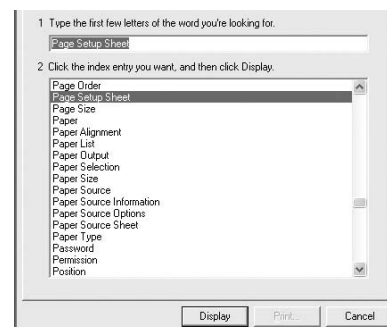 1 Type the first few letters of the word you're looking for.
Page Setup Sheet
2 Click the index entry you want, and then click Display.
Page Order
Page Setup Sheet
Page Size
Paper
Paper Alignment
Paper List
Paper Output
Paper Selection
Paper Size
Paper Source
Paper Source Information
Paper Source Options
Paper Source Sheet
Paper Type
Password
Permission
Position
Display Print... Cancel